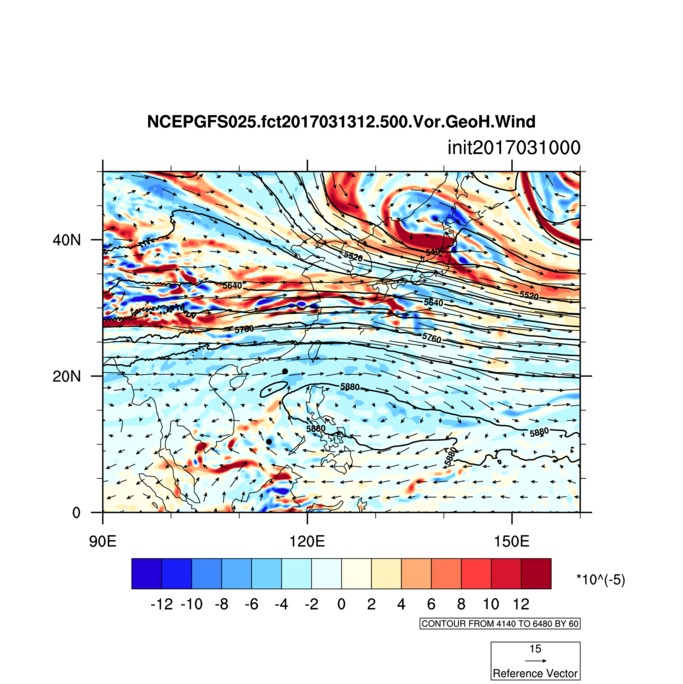 NCEPGFS025.fct2017031312.500.Vor.GeoH.Wind
init2017031000
40N
20N
0
90E 120E 150E
5520
5400
5640
5640
5520
5760
5760
5880
5880
5880
5880
-12 -10 -8 -6 -4 -2 0 2 4 6 8 10 12
*10^(-5)
CONTOUR FROM 4140 TO 6480 BY 60
15
Reference Vector